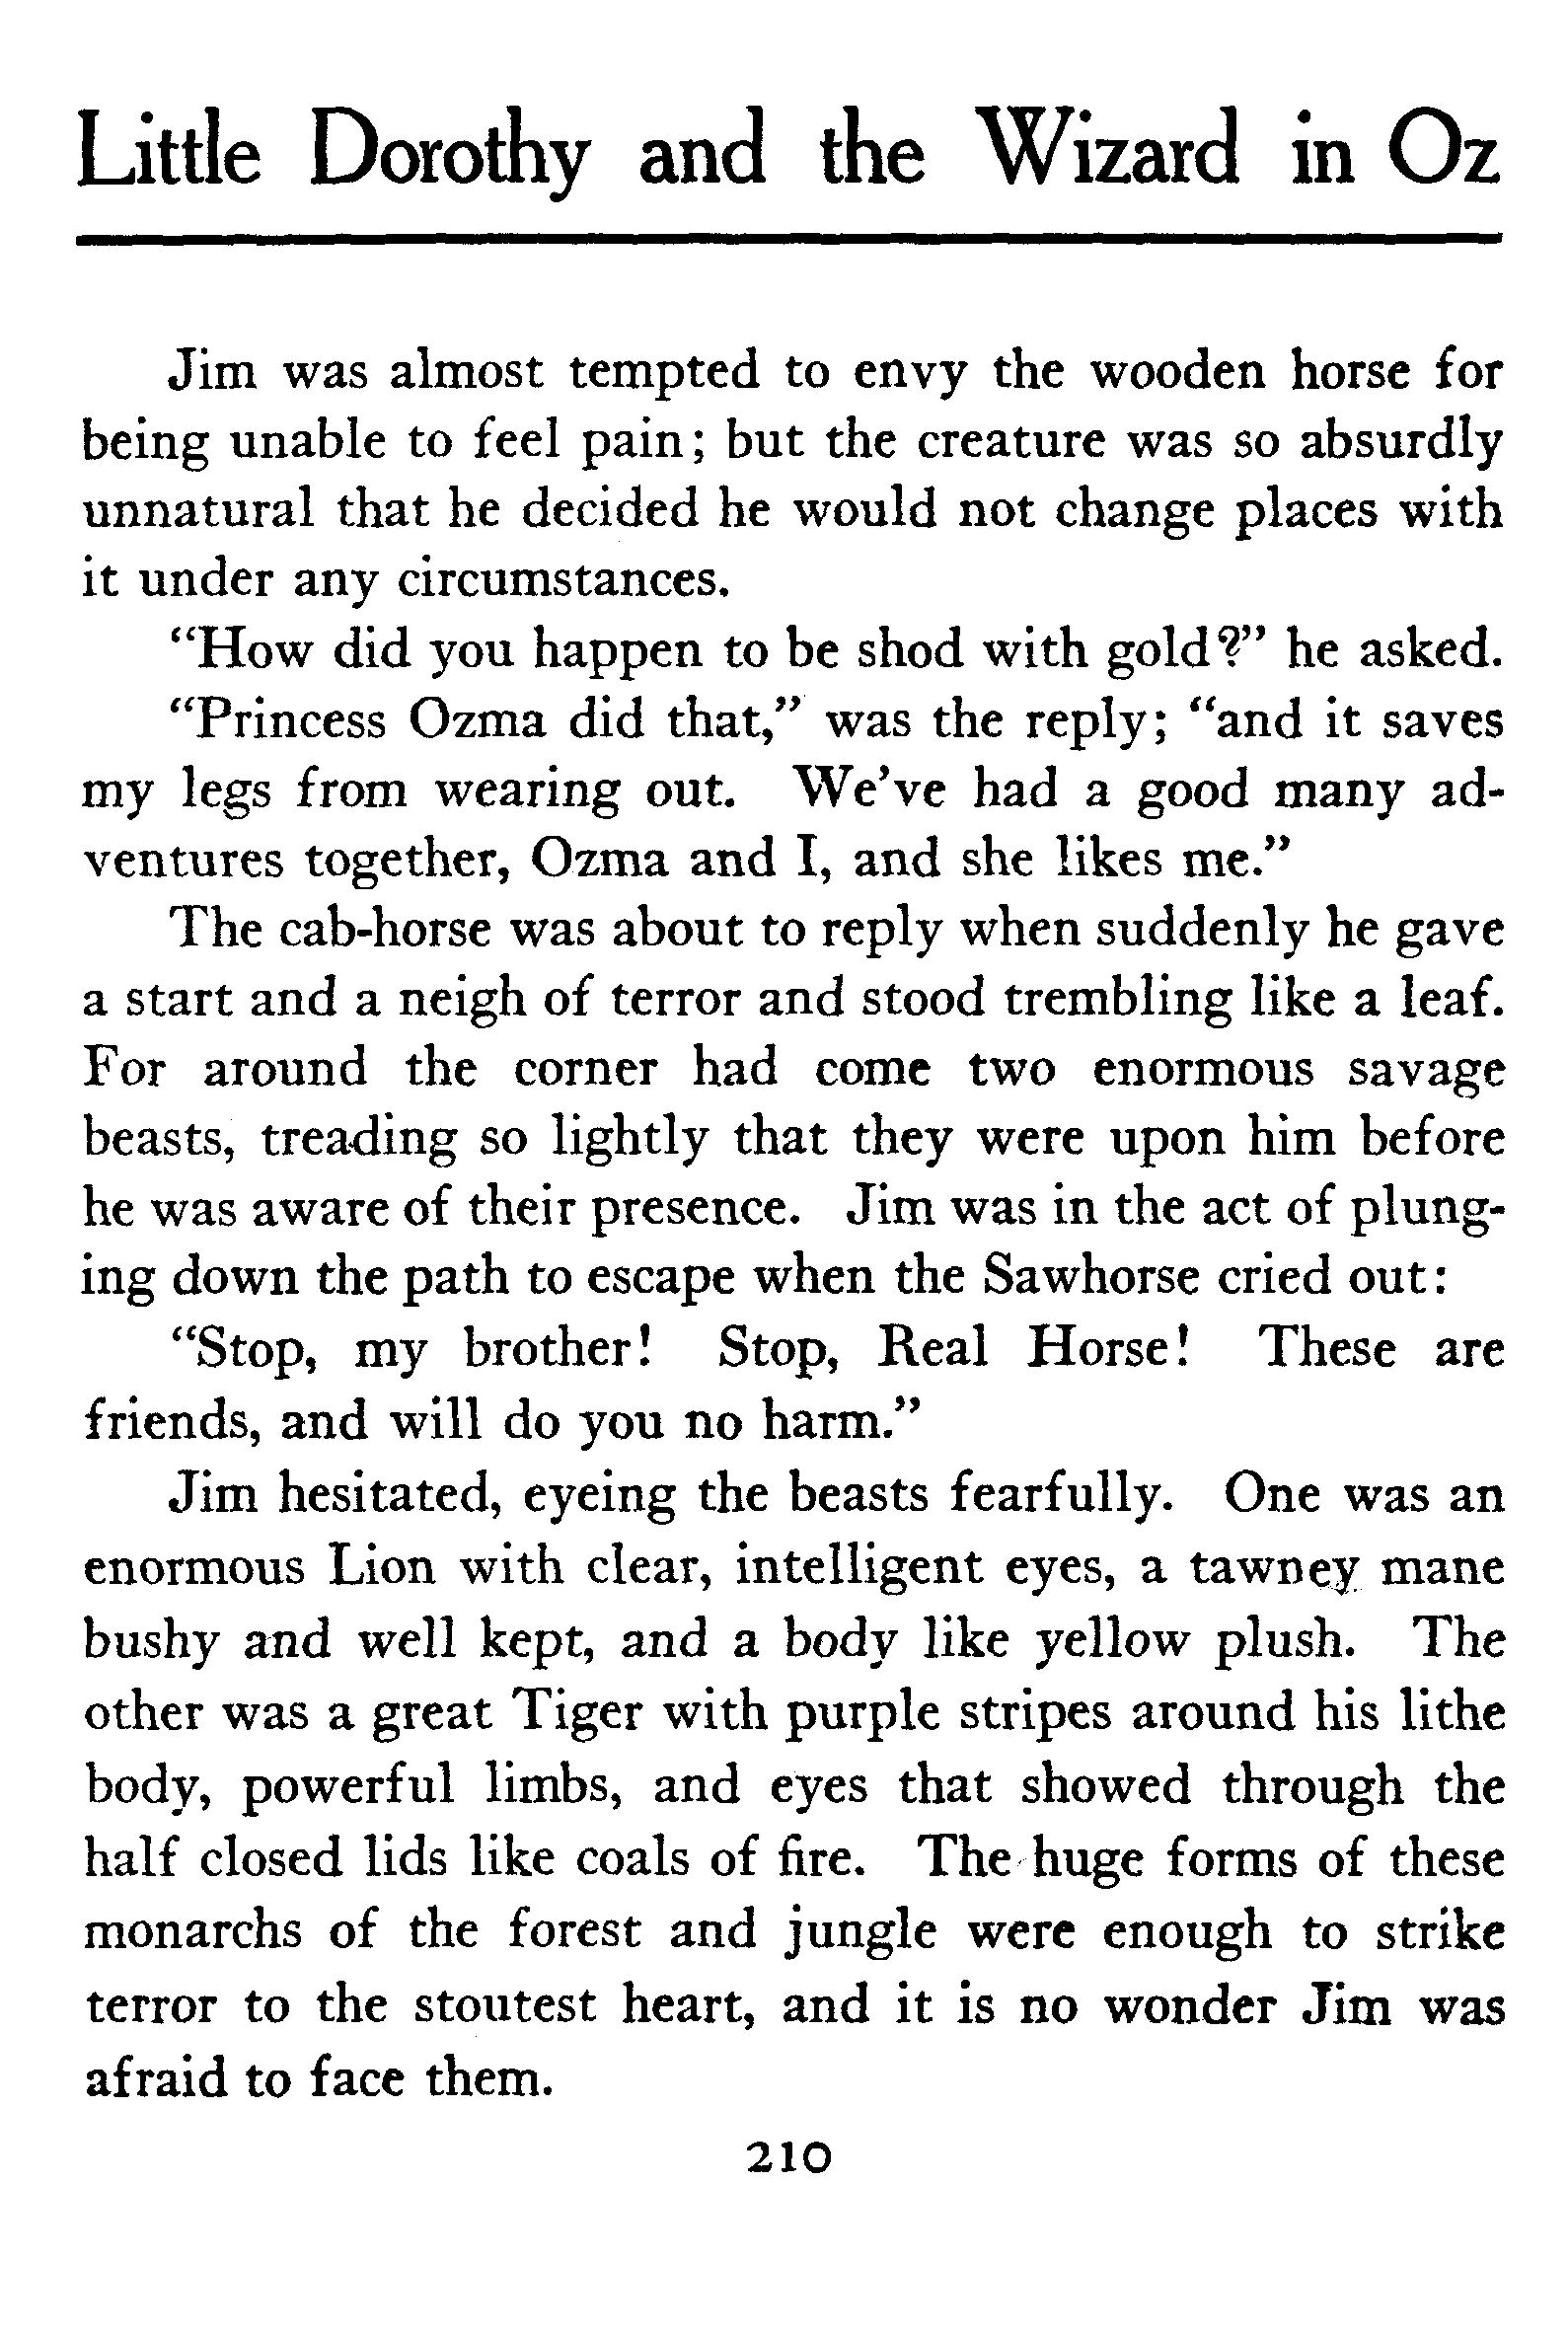 Little Dorothy and the Wizard in Oz
Jim was almost tempted to envy the wooden horse for
being unable to feel pain; but the creature was so absurdly
unnatural that he decided he would not change places with
it under any circumstances.
“How did you happen to be shod with gold?” he asked.
“Princess Ozma did that,” was the reply; “and it saves
my legs from wearing out. We’ve had a good many ad-
ventures together, Ozma and I, and she likes me.”
The cab-horse was about to reply when suddenly he gave
a start and a neigh of terror and stood trembling like a leaf.
For around the corner had come two enormous savage
beasts, treading so lightly that they were upon him before
he was aware of their presence. Jim was in the act of plung-
ing down the path to escape when the Sawhorse cried out:
“Stop, my brother! Stop, Real Horse! These are
friends, and will do you no harm.”
Jim hesitated, eyeing the beasts fearfully. One was an
enormous Lion with clear, intelligent eyes, a tawney mane
bushy and well kept, and a body like yellow plush. The
other was a great Tiger with purple stripes around his lithe
body, powerful limbs, and eyes that showed through the
half closed lids like coals of fire. The huge forms of these
monarchs of the forest and jungle were enough to strike
terror to the stoutest heart, and it is no wonder Jim was
afraid to face them.
210